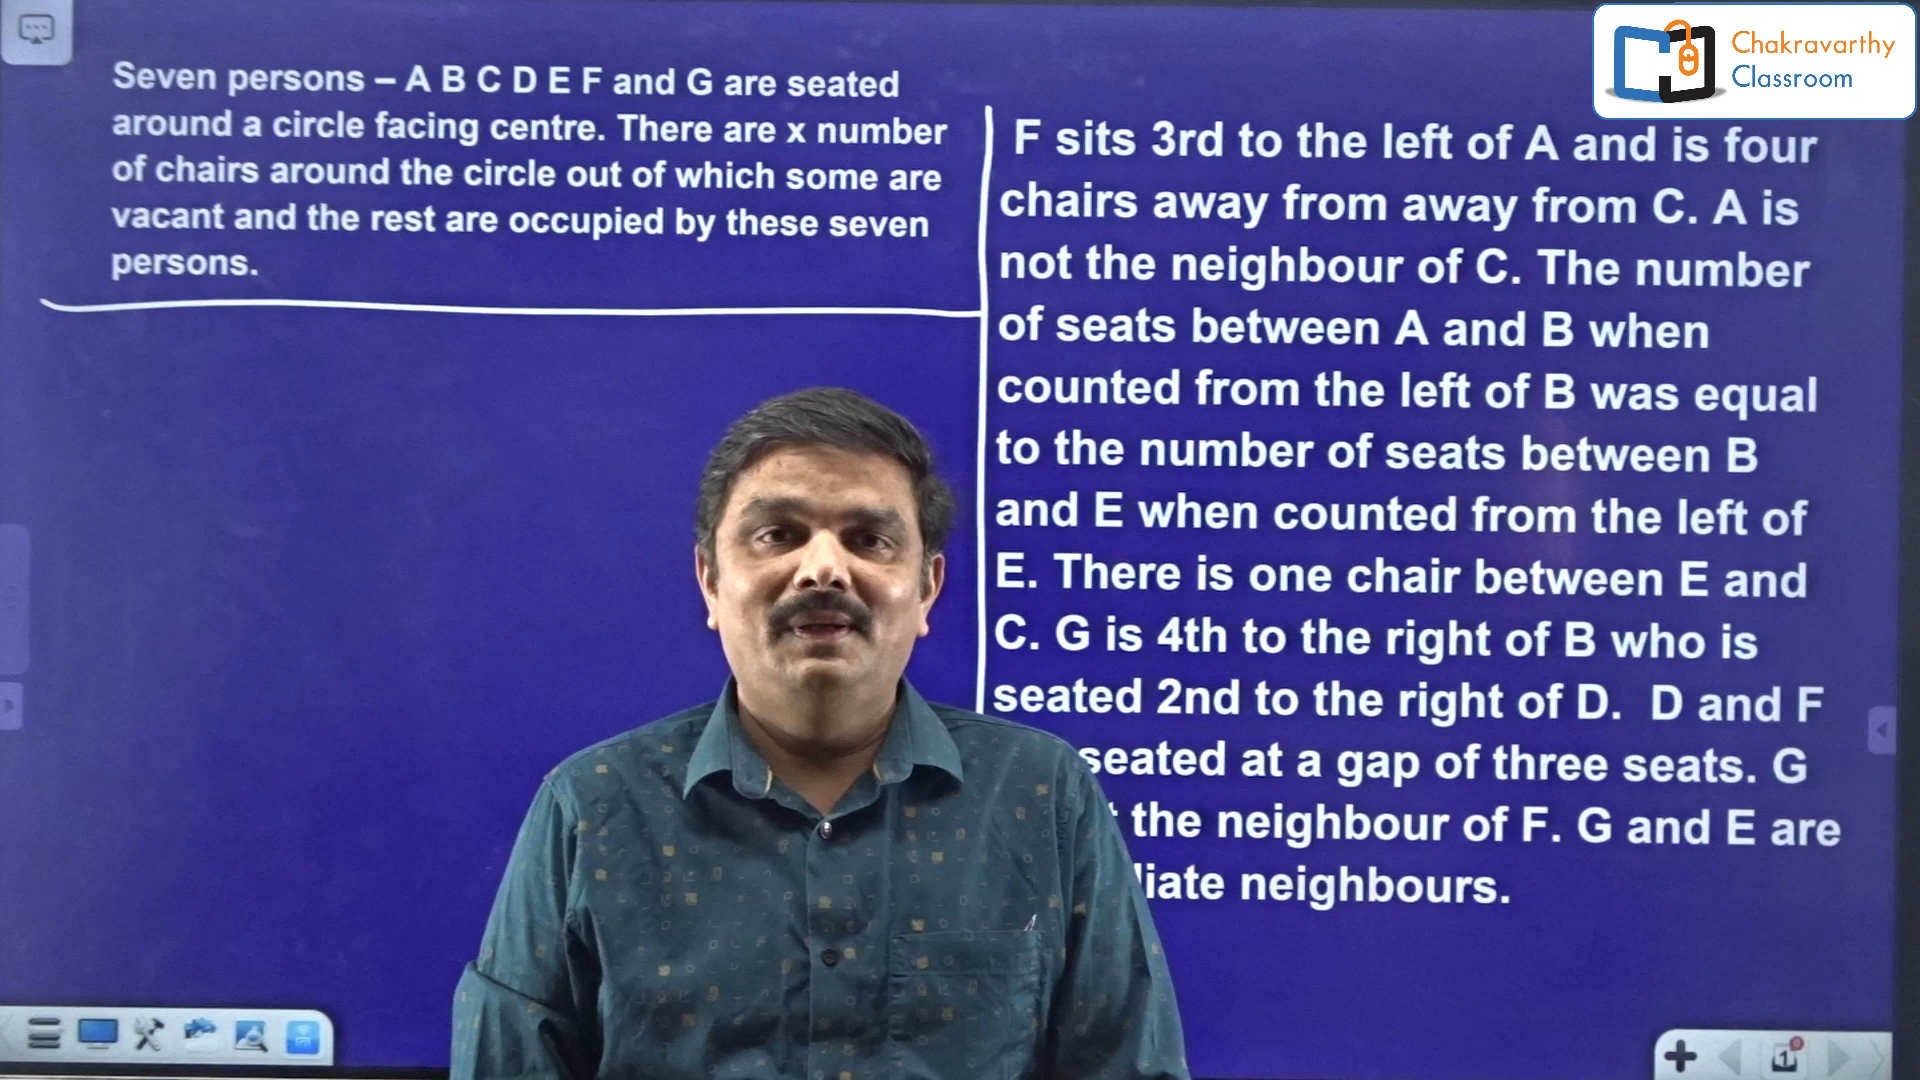 Chakravarthy
Classroom
Seven persons – A B C D E F and G are seated
around a circle facing centre. There are x number
of chairs around the circle out of which some are
vacant and the rest are occupied by these seven
persons.
F sits 3rd to the left of A and is four
chairs away from away from C. A is
not the neighbour of C. The number
of seats between A and B when
counted from the left of B was equal
to the number of seats between B
and E when counted from the left of
E. There is one chair between E and
C. G is 4th to the right of B who is
seated 2nd to the right of D. D and F
seated at a gap of three seats. G
the neighbour of F. G and E are
neighbours.
1